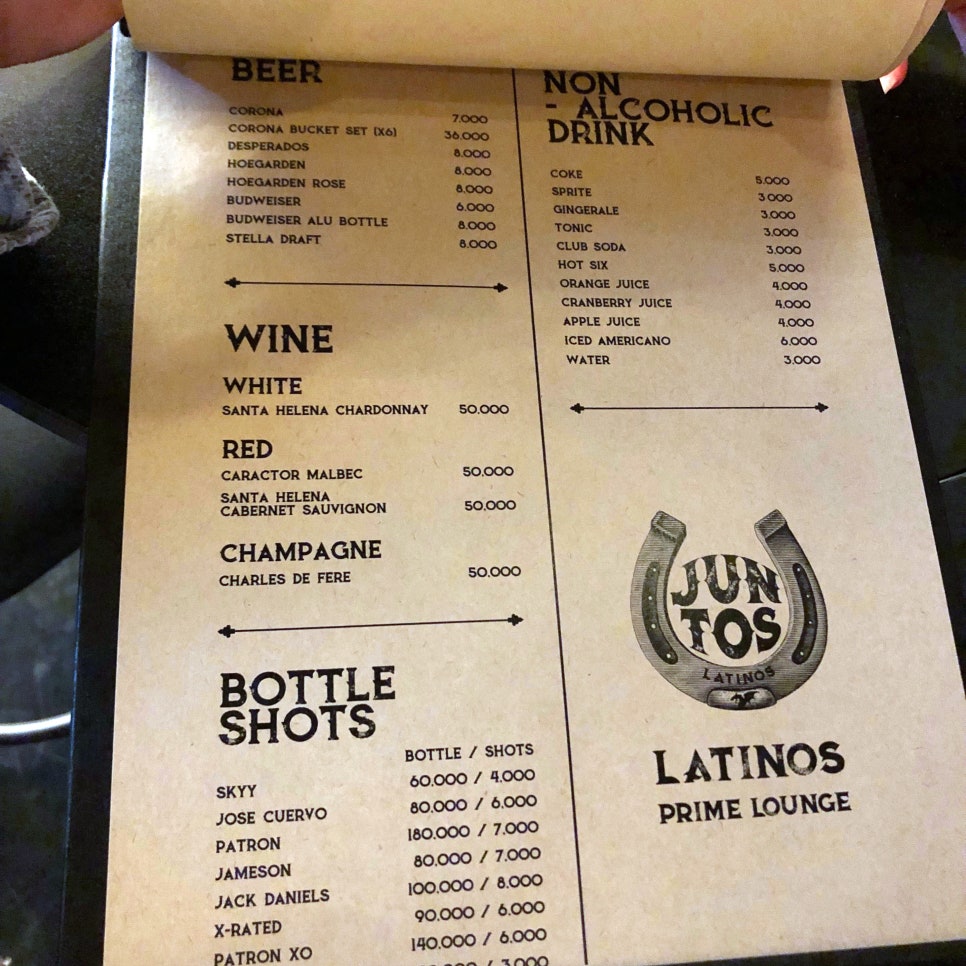 BEER
CORONA 7.000
CORONA BUCKET SET (X6) 36.000
DESPERADOS 8.000
HOEGARDEN 8.000
HOEGARDEN ROSE 8.000
BUDWEISER 6.000
BUDWEISER ALU BOTTLE 8.000
STELLA DRAFT 8.000
WINE
WHITE
SANTA HELENA CHARDONNAY 50.000
RED
CARACTOR MALBEC 50.000
SANTA HELENA
CABERNET SAUVIGNON 50.000
CHAMPAGNE
CHARLES DE FERE 50.000
BOTTLE
SHOTS
BOTTLE / SHOTS
SKYY 60.000 / 4.000
JOSE CUERVO 80.000 / 6.000
PATRON 180.000 / 7.000
JAMESON 80.000 / 7.000
JACK DANIELS 100.000 / 8.000
X-RATED 90.000 / 6.000
PATRON XO 140.000 / 6.000
/ 3.000
NON
- ALCOHOLIC
DRINK
COKE 5.000
SPRITE 3 000
GINGERALE 3.000
TONIC 3.000
CLUB SODA 3.000
HOT SIX 5.000
ORANGE JUICE 4.000
CRANBERRY JUICE 4.000
APPLE JUICE 4.000
ICED AMERICANO 6.000
WATER 3.000
JUN
TOS
LATINOS
LATINOS
PRIME LOUNGE